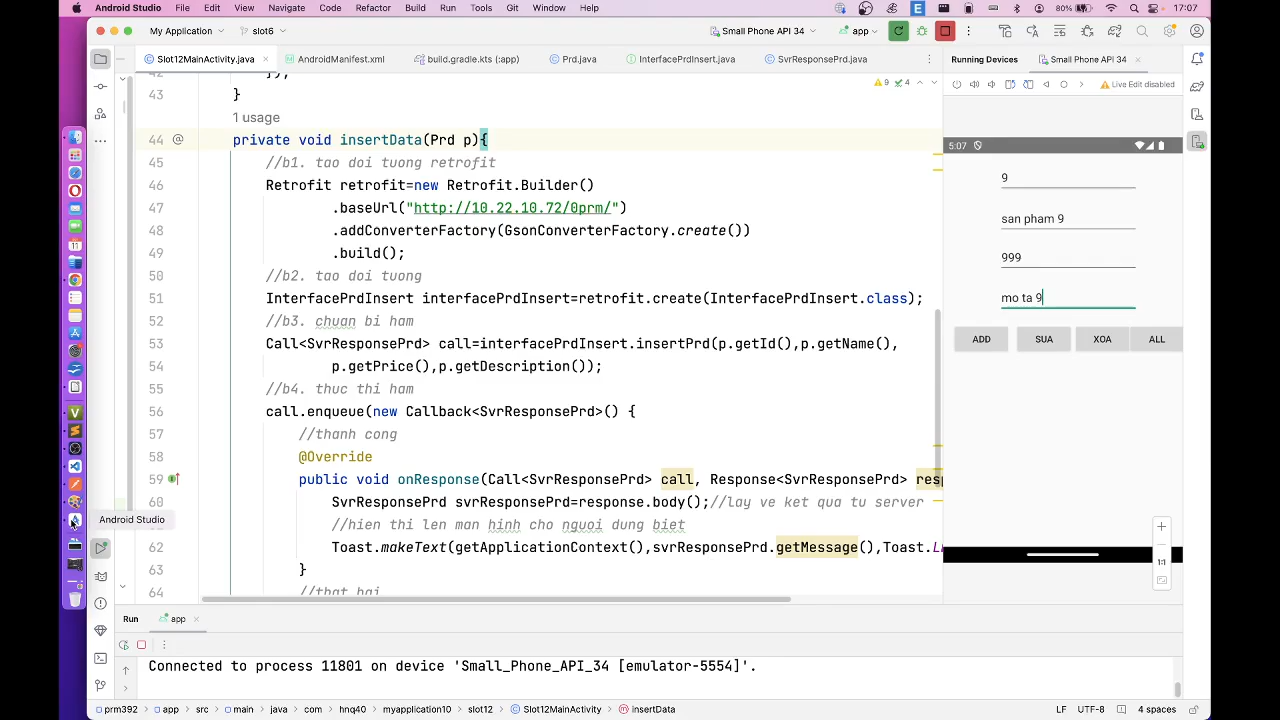 Android Studio File Edit View Navigate Code Refactor Build Run Tools Git Window Help 80% 17:07
My Application slot6 Small Phone API 34 app
Slot12MainActivity.java AndroidManifest.xml build.gradle.kts (:app) Prd.java InterfacePrdInsert.java SvrResponsePrd.java Running Devices Small Phone API 34
9 4 Live Edit disabled
43 }
1 usage
44 private void insertData(Prd p){
45 //b1. tao doi tuong retrofit
46 Retrofit retrofit=new Retrofit.Builder()
47 .baseUrl("http://10.22.10.72/0prm/")
48 .addConverterFactory(GsonConverterFactory.create())
49 .build();
50 //b2. tao doi tuong
51 InterfacePrdInsert interfacePrdInsert=retrofit.create(InterfacePrdInsert.class);
52 //b3. chuan bi ham
53 Call<SvrResponsePrd> call=interfacePrdInsert.insertPrd(p.getId(),p.getName(),
54 p.getPrice(),p.getDescription());
55 //b4. thuc thi ham
56 call.enqueue(new Callback<SvrResponsePrd>() {
57 //thanh cong
58 @Override
59 public void onResponse(Call<SvrResponsePrd> call, Response<SvrResponsePrd> res
60 SvrResponsePrd svrResponsePrd=response.body();//lay ve ket qua tu server
61 //hien thi len man hinh cho nguoi dung biet
62 Toast.makeText(getApplicationContext(),svrResponsePrd.getMessage(),Toast.L
63 }
64 //that bai
5:07
9
san pham 9
999
mo ta 9
ADD SUA XOA ALL
1:1
Android Studio
Run app
Connected to process 11801 on device 'Small_Phone_API_34 [emulator-5554]'.
prm392 app src main java com hnq40 myapplication10 slot12 Slot12MainActivity insertData LF UTF-8 4 spaces